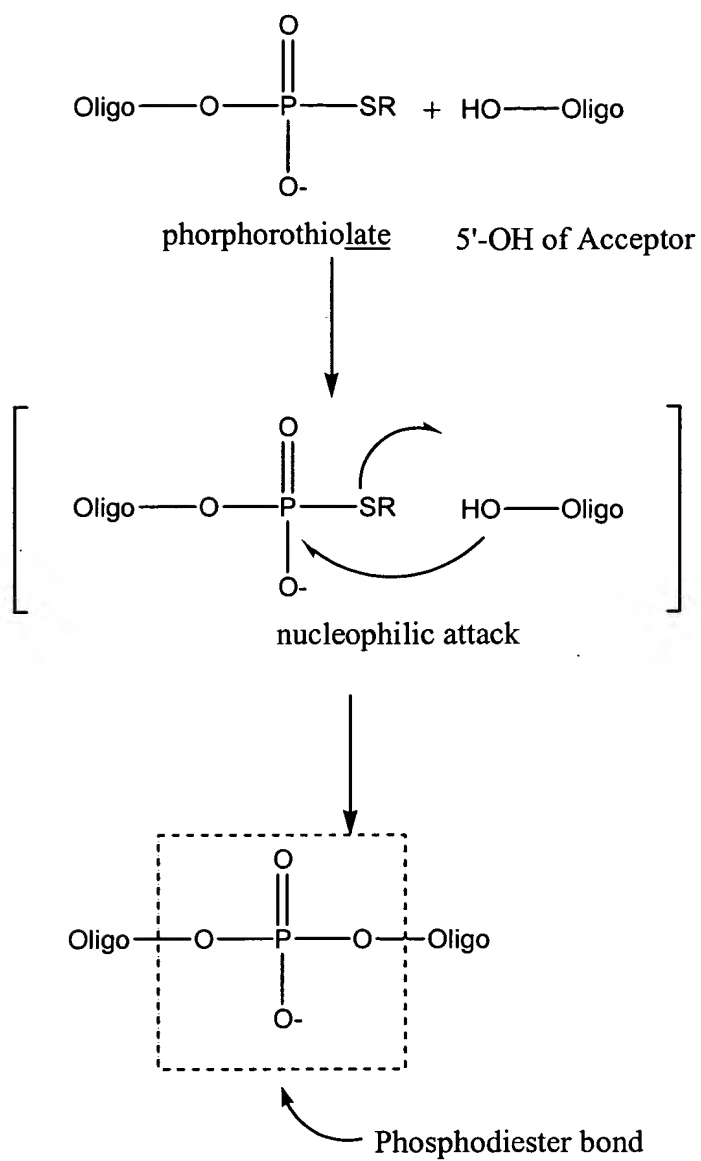 O
Oligo O P SR + HO Oligo
O-
phorphorothiolate 5'-OH of Acceptor
O
Oligo O P SR HO Oligo
O-
nucleophilic attack
O
Oligo O P O Oligo
O-
Phosphodiester bond